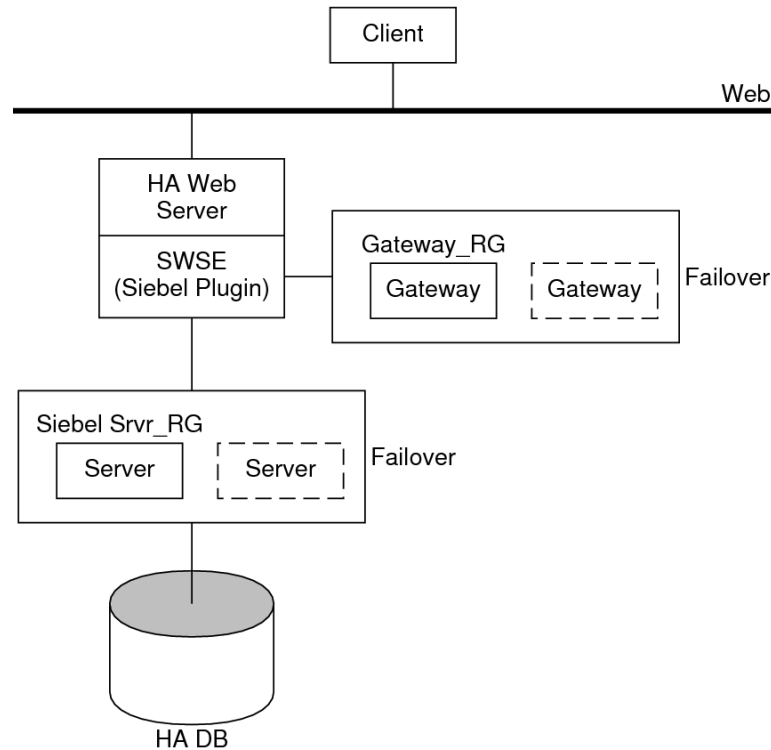 Client
Web
HA Web
Server
SWSE
(Siebel Plugin)
Gateway_RG
Gateway
Gateway
Failover
Siebel Srvr_RG
Server
Server
Failover
HA DB